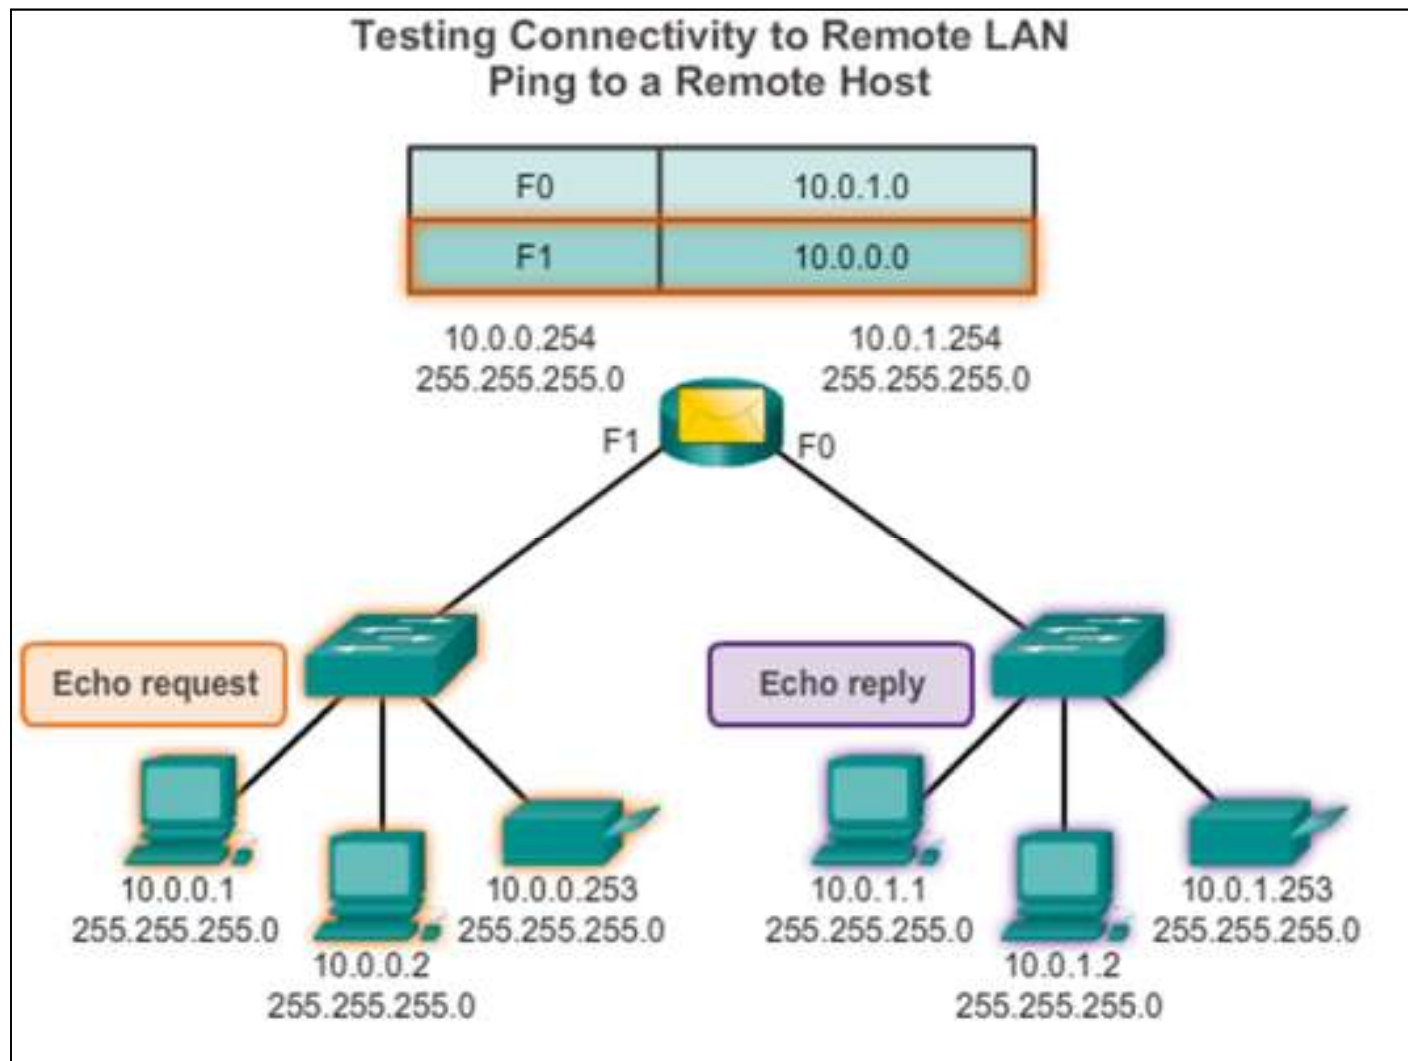 Testing Connectivity to Remote LAN
Ping to a Remote Host
F0 10.0.1.0
F1 10.0.0.0
10.0.0.254
255.255.255.0
10.0.1.254
255.255.255.0
F1
F0
Echo request
Echo reply
10.0.0.1
255.255.255.0
10.0.0.2
255.255.255.0
10.0.0.253
255.255.255.0
10.0.1.1
255.255.255.0
10.0.1.2
255.255.255.0
10.0.1.253
255.255.255.0